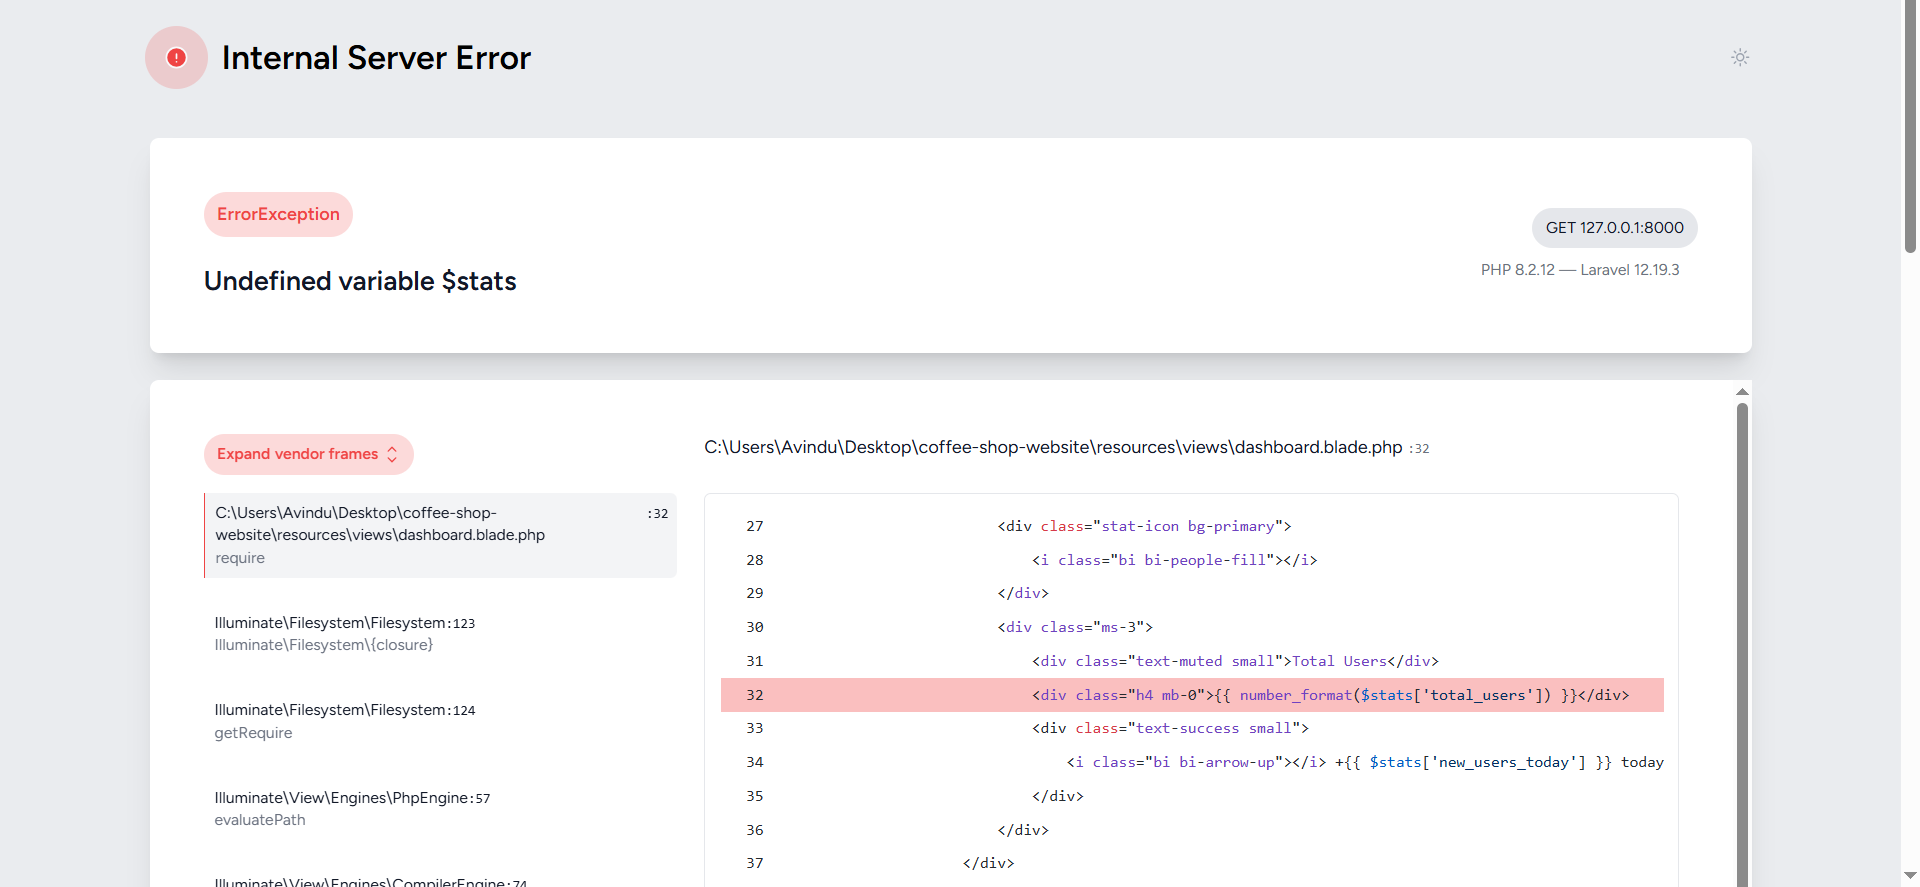 Internal Server Error
ErrorException
Undefined variable $stats
GET 127.0.0.1:8000
PHP 8.2.12 — Laravel 12.19.3
Expand vendor frames
C:\Users\Avindu\Desktop\coffee-shop-
website\resources\views\dashboard.blade.php
:32
require
Illuminate\Filesystem\Filesystem:123
Illuminate\Filesystem\{closure}
Illuminate\Filesystem\Filesystem:124
getRequire
Illuminate\View\Engines\PhpEngine:57
evaluatePath
Illuminate\View\Engines\CompilerEngine:74
C:\Users\Avindu\Desktop\coffee-shop-website\resources\views\dashboard.blade.php :32
27 <div class="stat-icon bg-primary">
28 <i class="bi bi-people-fill"></i>
29 </div>
30 <div class="ms-3">
31 <div class="text-muted small">Total Users</div>
32 <div class="h4 mb-0">{{ number_format($stats['total_users']) }}</div>
33 <div class="text-success small">
34 <i class="bi bi-arrow-up"></i> +{{ $stats['new_users_today'] }} today
35 </div>
36 </div>
37 </div>